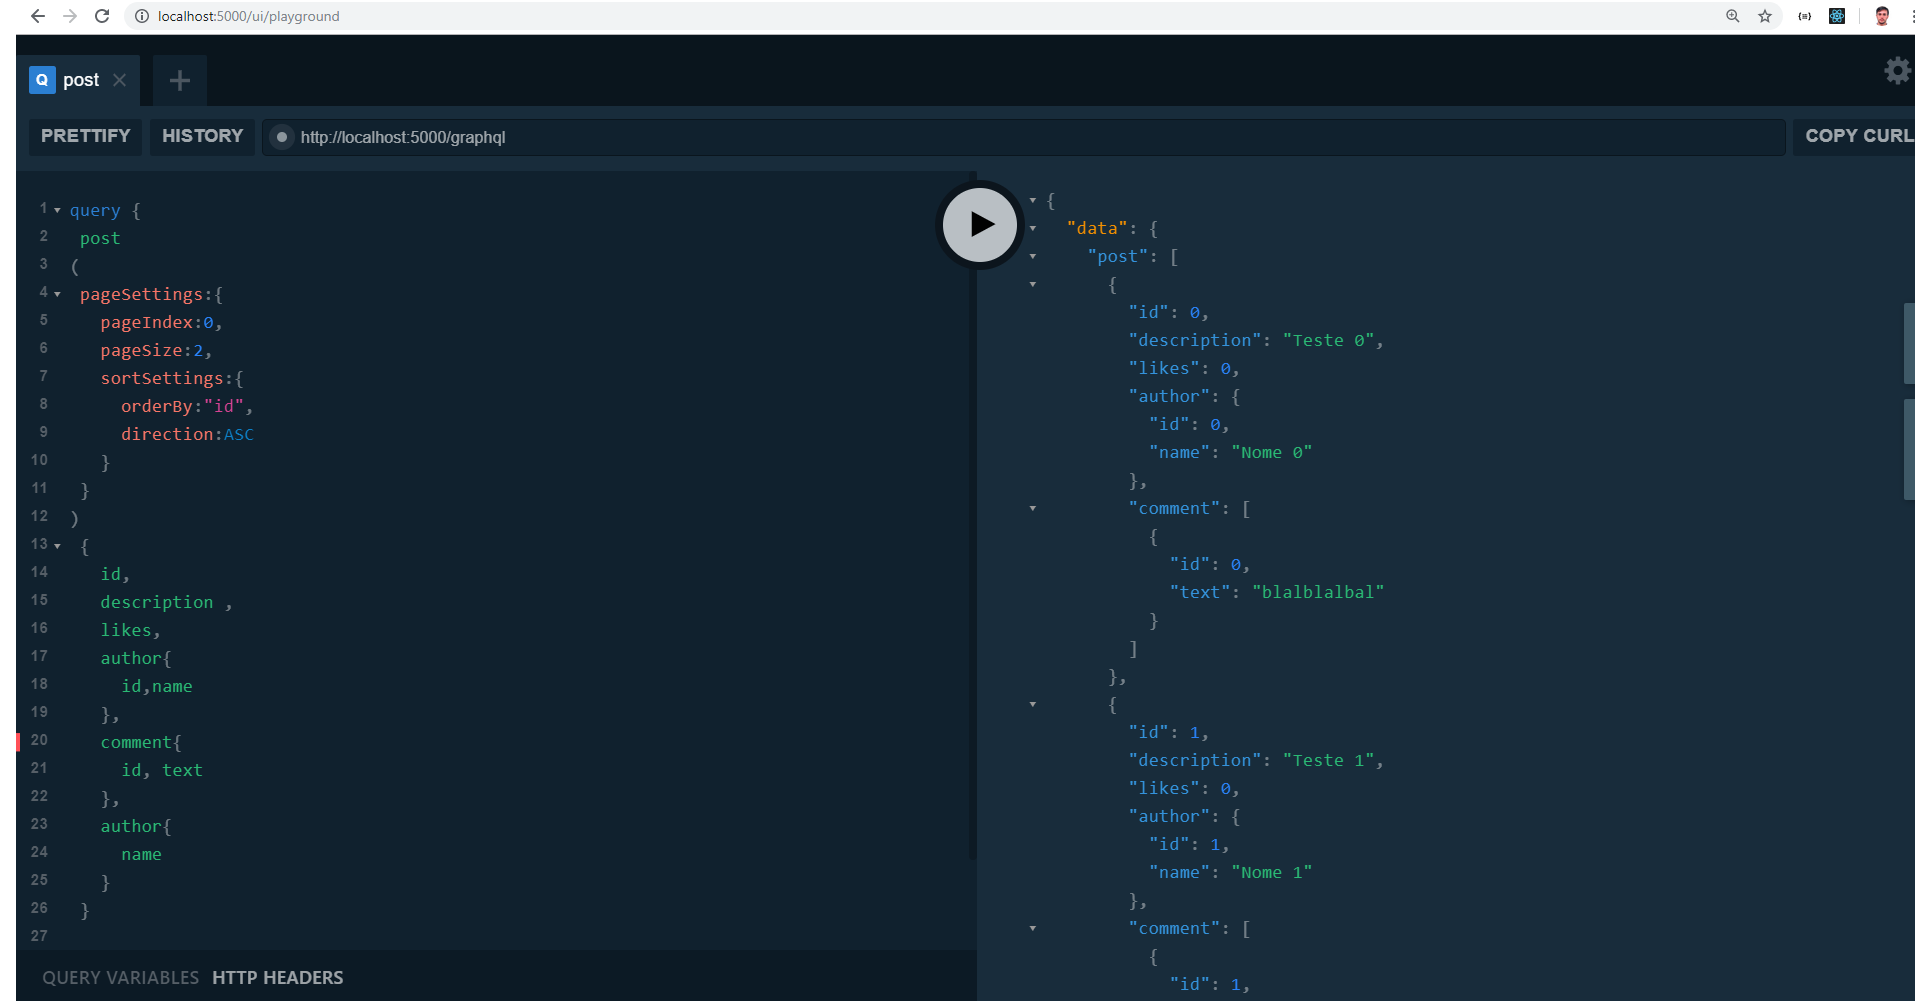 localhost:5000/ui/playground
Q post
PRETTIFY HISTORY http://localhost:5000/graphql COPY CURL
1 query {
2 post
3 (
4 pageSettings:{
5 pageIndex:0,
6 pageSize:2,
7 sortSettings:{
8 orderBy:"id",
9 direction:ASC
10 }
11 }
12 )
13 {
14 id,
15 description ,
16 likes,
17 author{
18 id,name
19 },
20 comment{
21 id, text
22 },
23 author{
24 name
25 }
26 }
27
QUERY VARIABLES HTTP HEADERS
{
"data": {
"post": [
{
"id": 0,
"description": "Teste 0",
"likes": 0,
"author": {
"id": 0,
"name": "Nome 0"
},
"comment": [
{
"id": 0,
"text": "blalblalbal"
}
]
},
{
"id": 1,
"description": "Teste 1",
"likes": 0,
"author": {
"id": 1,
"name": "Nome 1"
},
"comment": [
{
"id": 1,